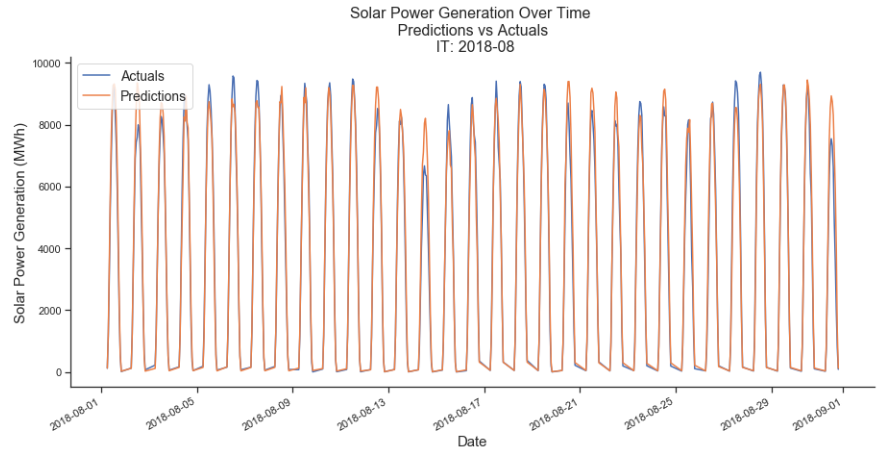 Solar Power Generation Over Time
Predictions vs Actuals
IT: 2018-08
Actuals
Predictions
Solar Power Generation (MWh)
10000
8000
6000
4000
2000
0
2018-08-01
2018-08-05
2018-08-09
2018-08-13
2018-08-17
2018-08-21
2018-08-25
2018-08-29
2018-09-01
Date